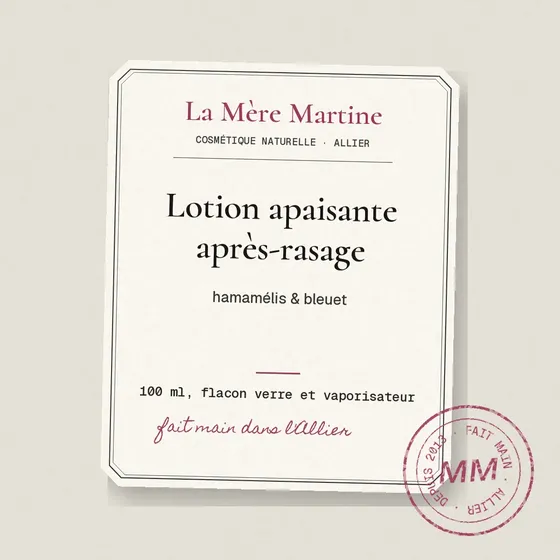 La Mère Martine
COSMÉTIQUE NATURELLE · ALLIER
Lotion apaisante
après-rasage
hamamélis & bleuet
100 ml, flacon verre et vaporisateur
fait main dans l'Allier
DEPUIS 2013 · FAIT MAIN · ALLIER ·
MM